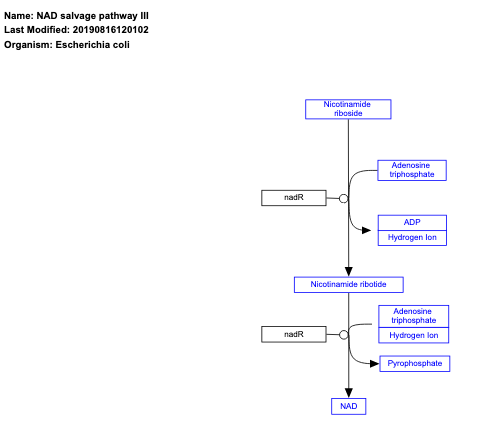 Name: NAD salvage pathway III
Last Modified: 20190816120102
Organism: Escherichia coli
Nicotinamide
riboside
Adenosine
triphosphate
nadR
ADP
Hydrogen Ion
Nicotinamide ribotide
Adenosine
triphosphate
nadR
Hydrogen Ion
Pyrophosphate
NAD